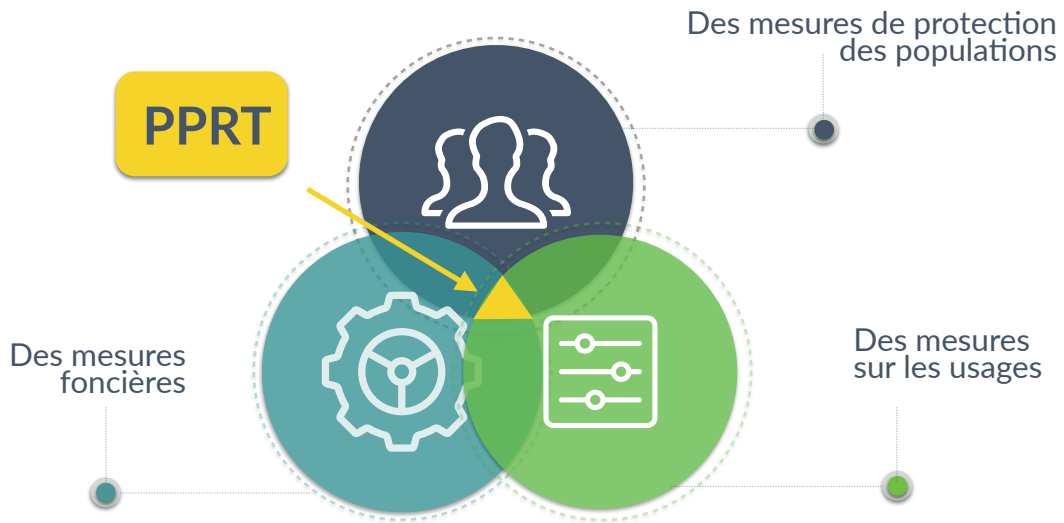 Des mesures de protection
des populations
PPRT
Des mesures
foncières
Des mesures
sur les usages